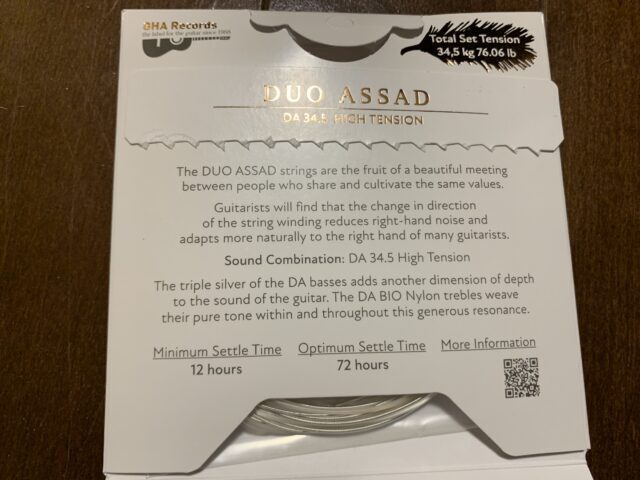 GHA Records
the label for the guitar since 1988
Total Set Tension
34,5 kg 76.06 lb
DUO ASSAD
DA 34.5 HIGH TENSION
The DUO ASSAD strings are the fruit of a beautiful meeting
between people who share and cultivate the same values.
Guitarists will find that the change in direction
of the string winding reduces right-hand noise and
adapts more naturally to the right hand of many guitarists.
Sound Combination: DA 34.5 High Tension
The triple silver of the DA basses adds another dimension of depth
to the sound of the guitar. The DA BIO Nylon trebles weave
their pure tone within and throughout this generous resonance.
Minimum Settle Time
12 hours
Optimum Settle Time
72 hours
More Information